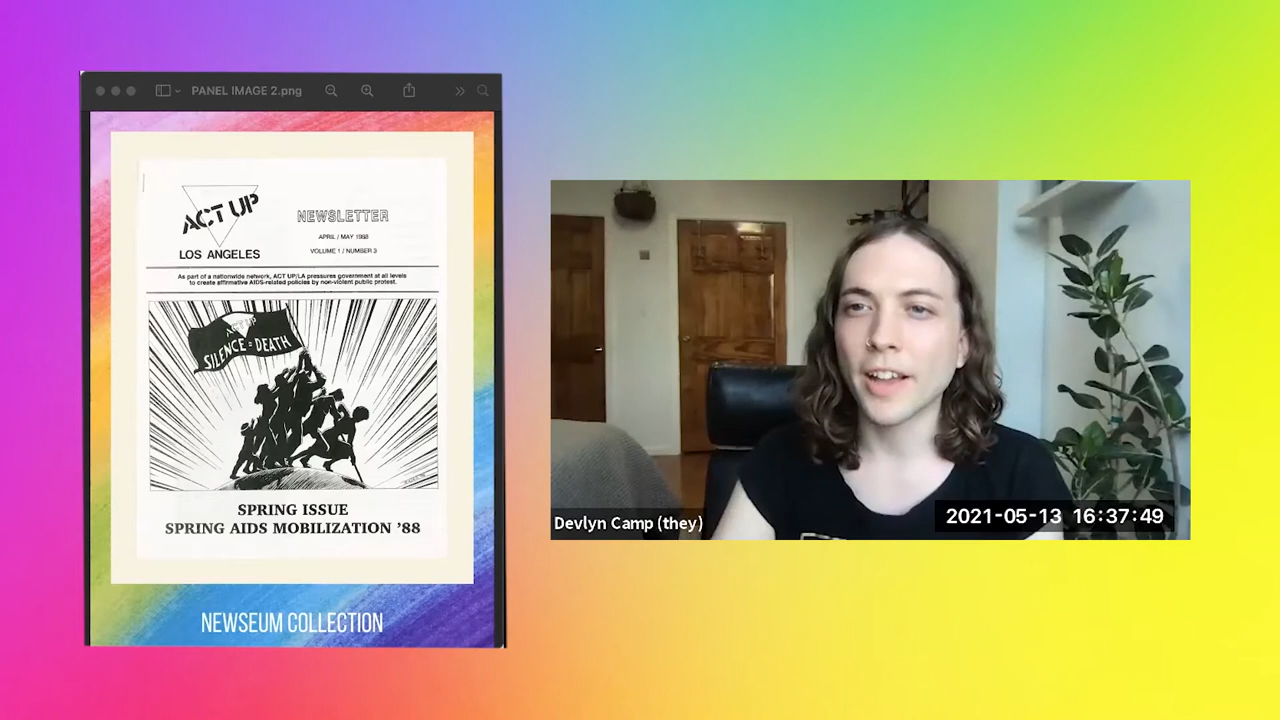 PANEL IMAGE 2.png
ACT UP
LOS ANGELES
NEWSLETTER
APRIL / MAY 1988
VOLUME 1 / NUMBER 3
As part of a nationwide network, ACT UP/LA pressures government at all levels
to create affirmative AIDS-related policies by non-violent public protest.
ACT UP
SILENCE = DEATH
SPRING ISSUE
SPRING AIDS MOBILIZATION ’88
NEWSEUM COLLECTION
Devlyn Camp (they)
2021-05-13 16:37:49